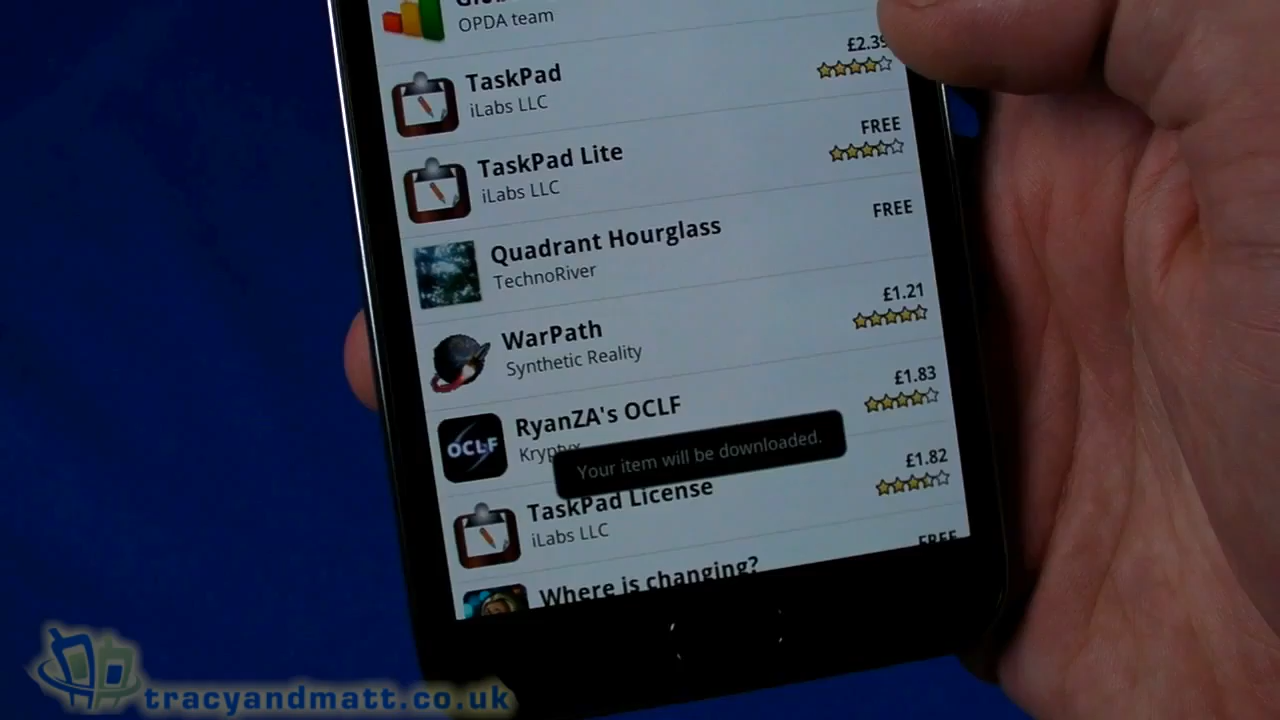 OPDA team
TaskPad
iLabs LLC
£2.39
TaskPad Lite
iLabs LLC
FREE
Quadrant Hourglass
TechnoRiver
FREE
WarPath
Synthetic Reality
£1.21
OCLF
RyanZA's OCLF
£1.83
Your item will be downloaded.
TaskPad License
iLabs LLC
£1.82
Where is changing?
FREE
tracyandmatt.co.uk